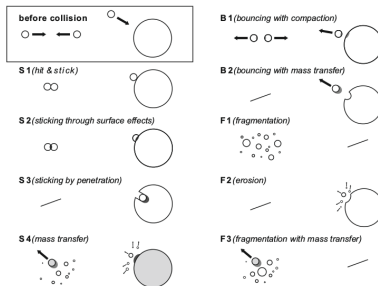 before collision
S 1 (hit & stick)
S 2 (sticking through surface effects)
S 3 (sticking by penetration)
S 4 (mass transfer)
B 1 (bouncing with compaction)
B 2 (bouncing with mass transfer)
F 1 (fragmentation)
F 2 (erosion)
F 3 (fragmentation with mass transfer)